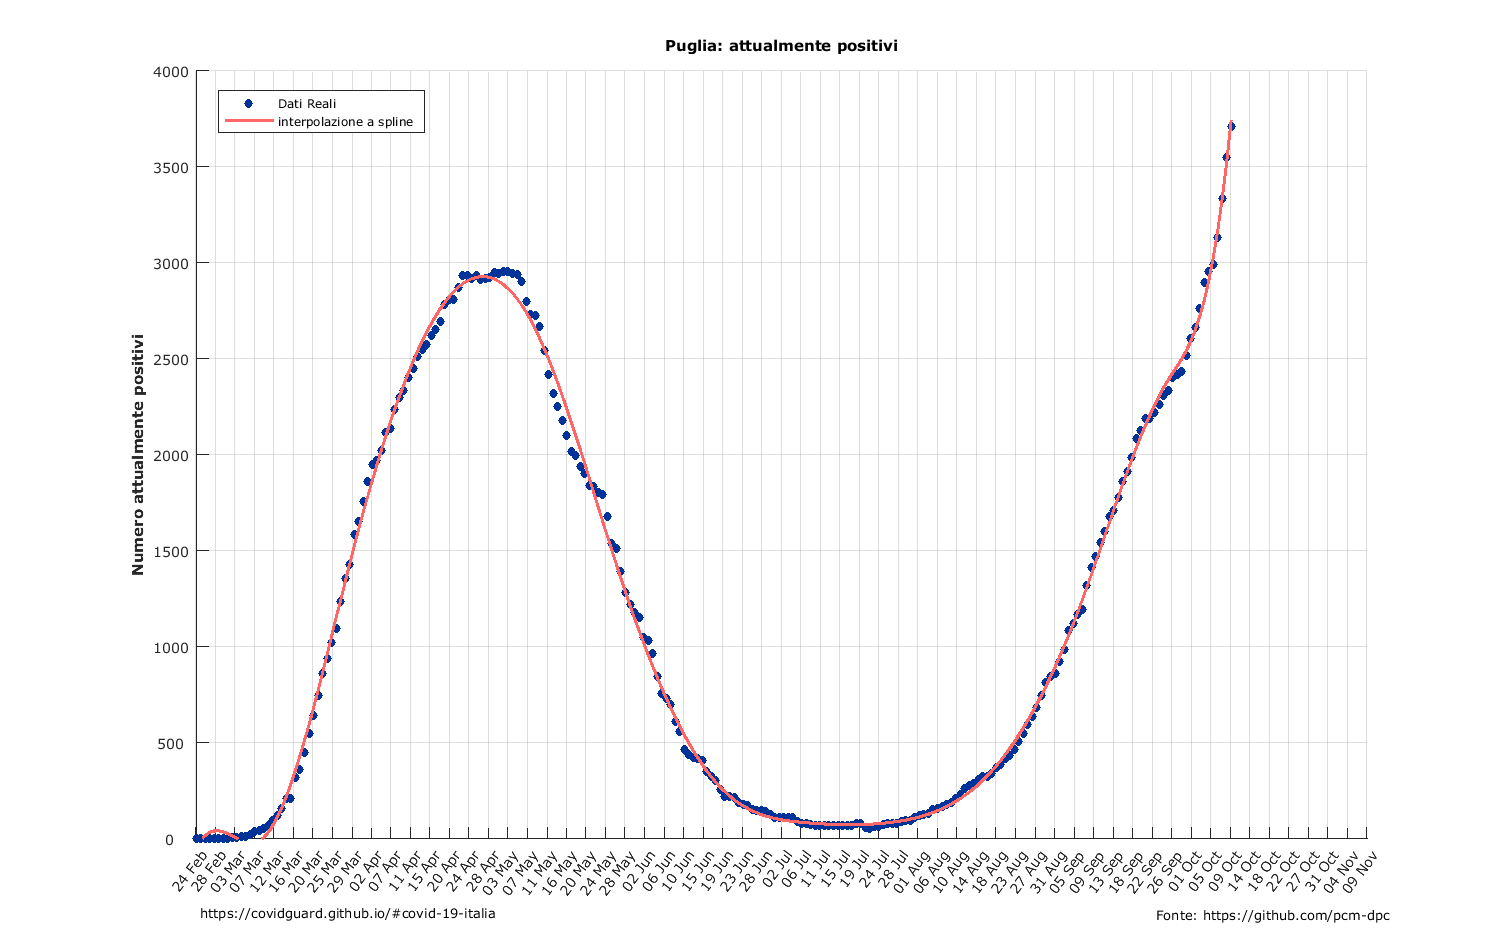 Puglia: attualmente positivi
Dati Reali
interpolazione a spline
Numero attualmente positivi
4000
3500
3000
2500
2000
1500
1000
500
0
24 Feb
28 Feb
03 Mar
07 Mar
12 Mar
16 Mar
20 Mar
25 Mar
29 Mar
02 Apr
07 Apr
11 Apr
15 Apr
20 Apr
24 Apr
28 Apr
03 May
07 May
11 May
16 May
20 May
24 May
28 May
02 Jun
06 Jun
10 Jun
15 Jun
19 Jun
23 Jun
28 Jun
02 Jul
06 Jul
11 Jul
15 Jul
19 Jul
24 Jul
28 Jul
01 Aug
06 Aug
10 Aug
14 Aug
19 Aug
23 Aug
27 Aug
31 Aug
05 Sep
09 Sep
13 Sep
18 Sep
22 Sep
26 Sep
01 Oct
05 Oct
09 Oct
14 Oct
18 Oct
22 Oct
27 Oct
31 Oct
04 Nov
09 Nov
https://covidguard.github.io/#covid-19-italia
Fonte: https://github.com/pcm-dpc